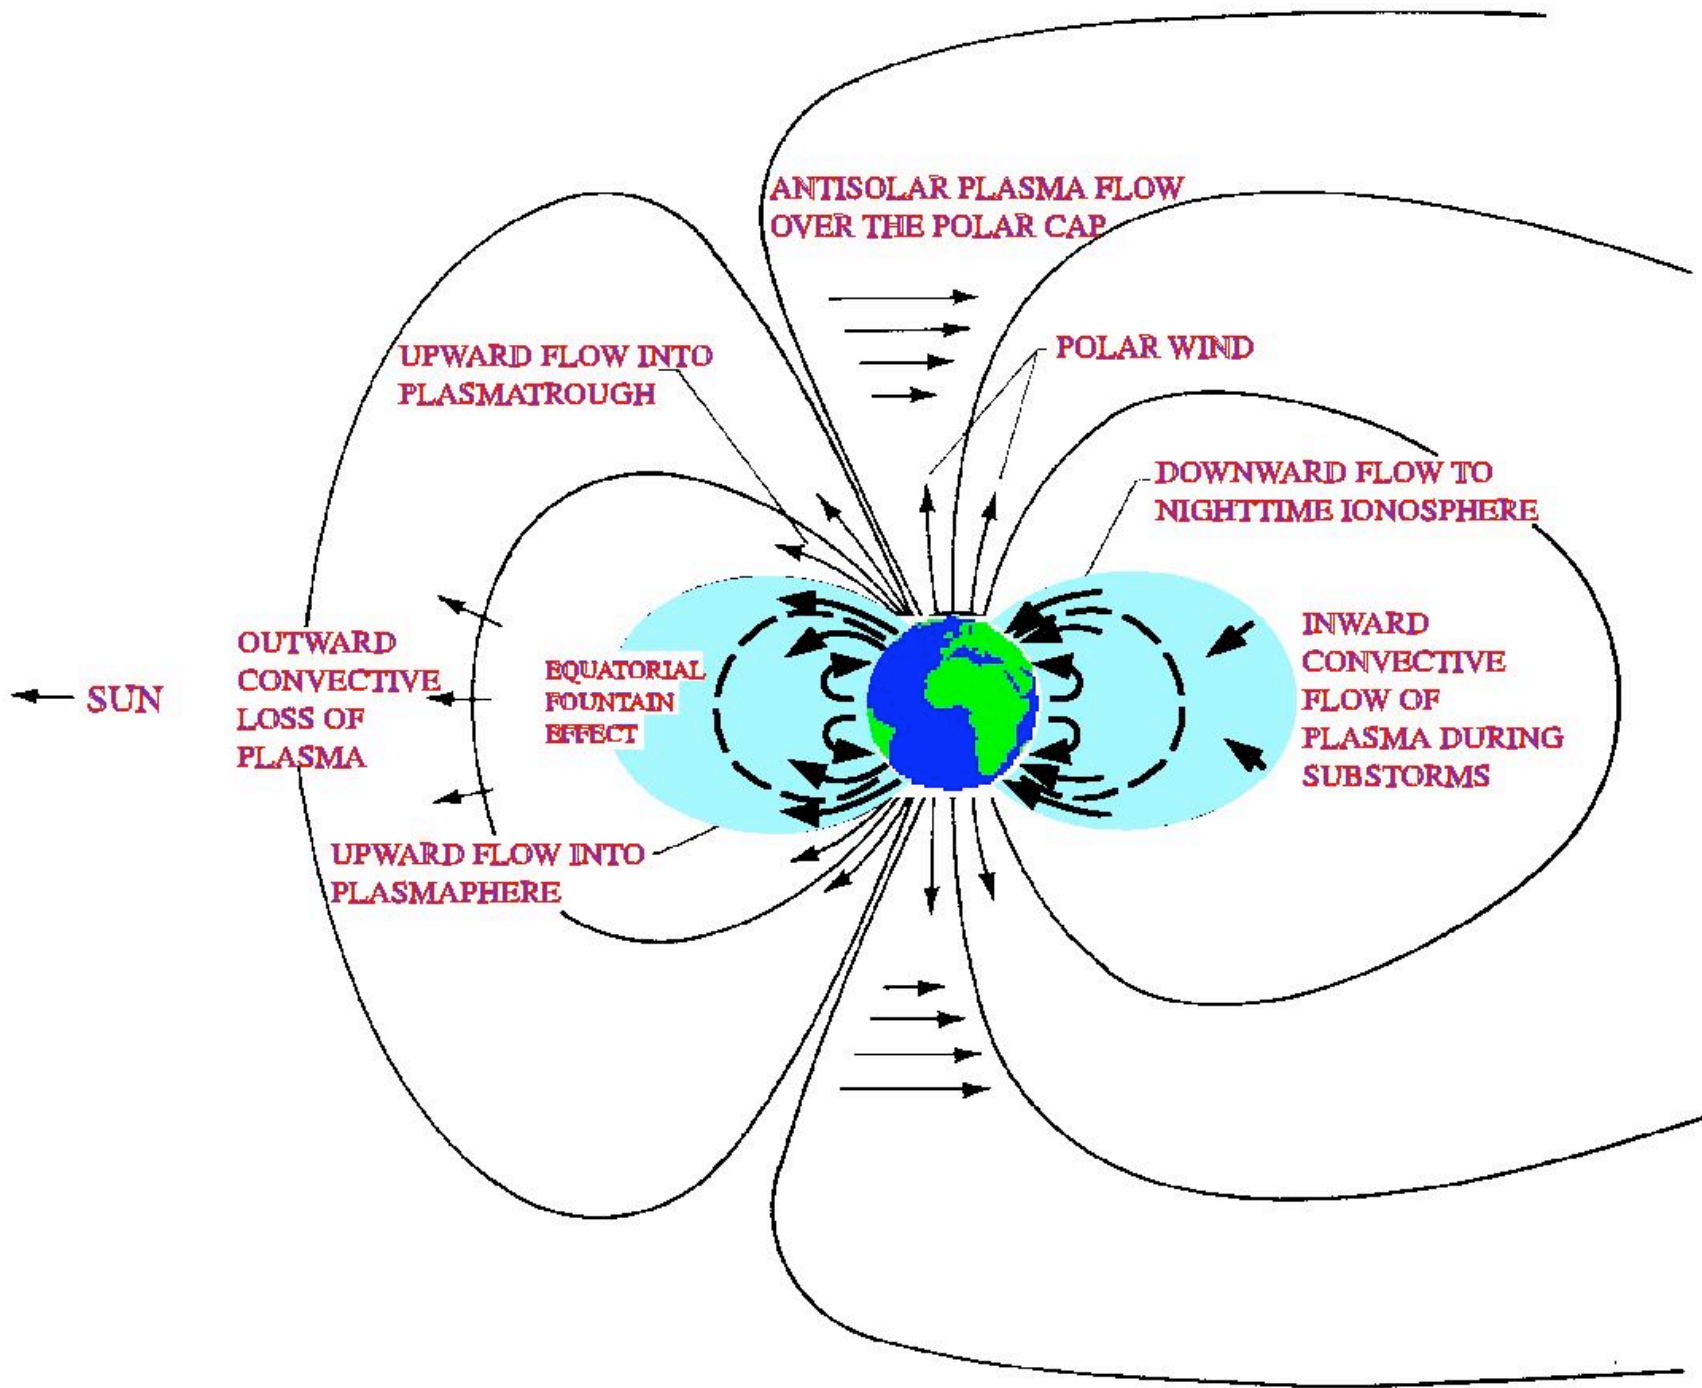 ANTISOLAR PLASMA FLOW
OVER THE POLAR CAP
UPWARD FLOW INTO
PLASMATROUGH
POLAR WIND
DOWNWARD FLOW TO
NIGHTTIME IONOSPHERE
OUTWARD
CONVECTIVE
LOSS OF
PLASMA
SUN
EQUATORIAL
FOUNTAIN
EFFECT
INWARD
CONVECTIVE
FLOW OF
PLASMA DURING
SUBSTORMS
UPWARD FLOW INTO
PLASMAPHERE